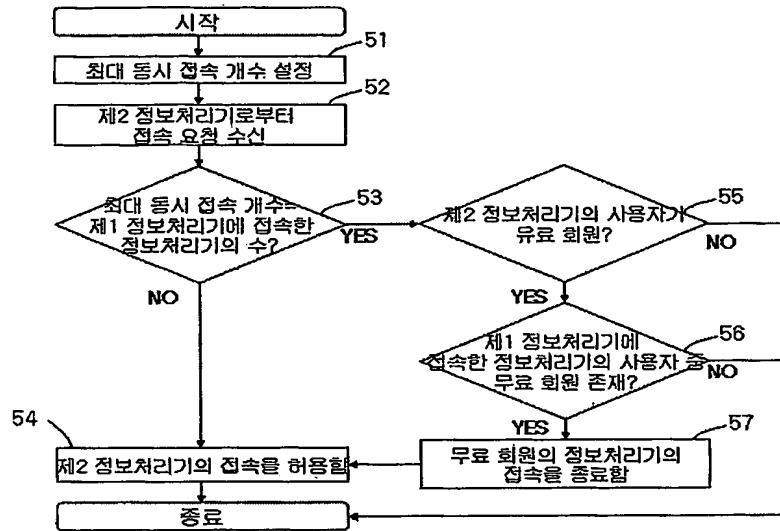 시작
51
최대 동시 접속 개수 설정
52
제2 정보처리기로부터
접속 요청 수신
53
최대 동시 접속 개수=
제1 정보처리기에 접속한
정보처리기의 수?
YES
NO
55
제2 정보처리기의 사용자가
유료 회원?
NO
YES
56
제1 정보처리기에
접속한 정보처리기의 사용자 중
무료 회원 존재?
NO
YES
57
무료 회원의 정보처리기의
접속을 종료함
54
제2 정보처리기의 접속을 허용함
종료